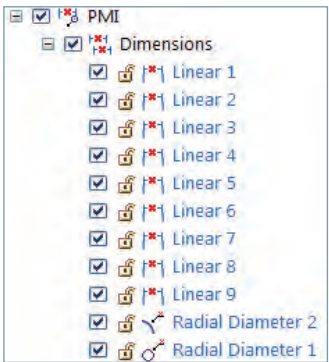 PMI
Dimensions
Linear 1
Linear 2
Linear 3
Linear 4
Linear 5
Linear 6
Linear 7
Linear 8
Linear 9
Radial Diameter 2
Radial Diameter 1